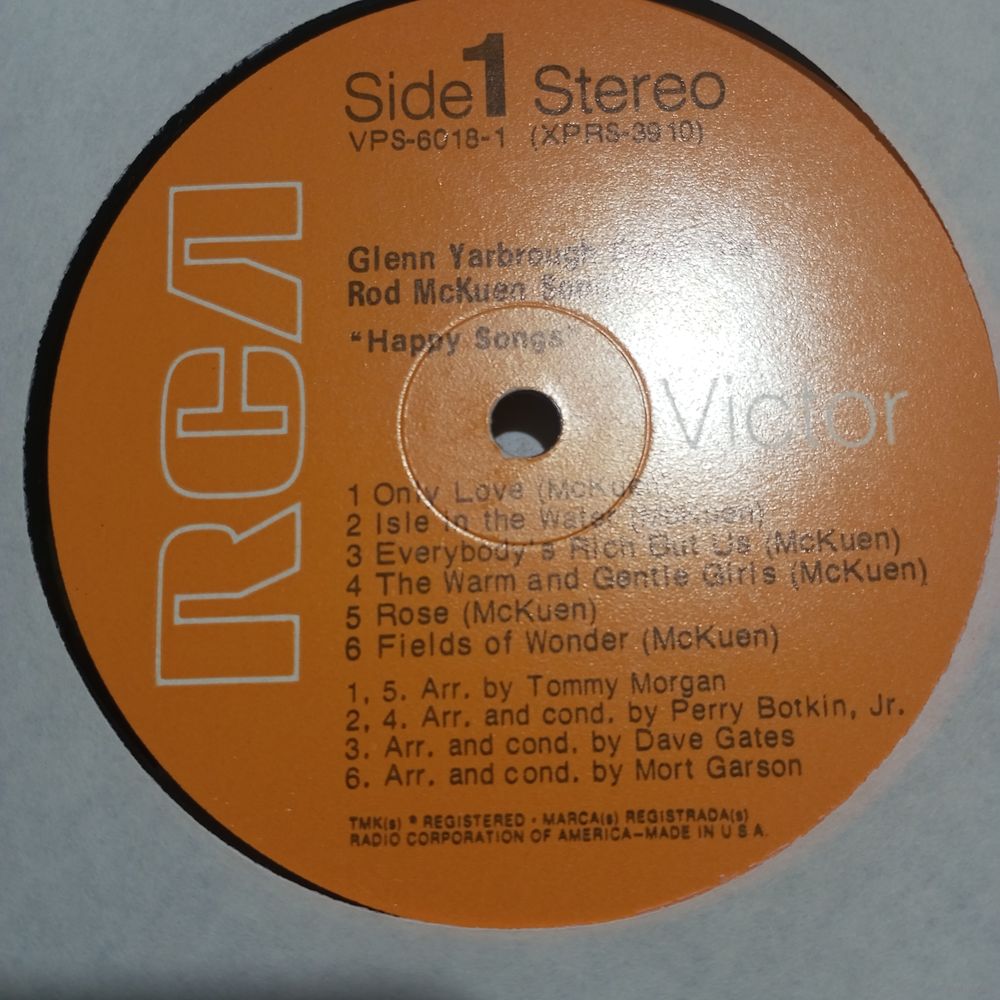 Side 1 Stereo
VPS-6018-1 (XPRS-3910)
RCA
Glenn Yarbrough
Rod McKuen Songs
"Happy Songs"
Victor
1 Only Love (McKuen)
2 Isle in the Water (McKuen)
3 Everybody's Rich But Us (McKuen)
4 The Warm and Gentle Girls (McKuen)
5 Rose (McKuen)
6 Fields of Wonder (McKuen)
1, 5. Arr. by Tommy Morgan
2, 4. Arr. and cond. by Perry Botkin, Jr.
3. Arr. and cond. by Dave Gates
6. Arr. and cond. by Mort Garson
TMK(s) ® REGISTERED • MARCA(s) REGISTRADA(s)
RADIO CORPORATION OF AMERICA—MADE IN U.S.A.